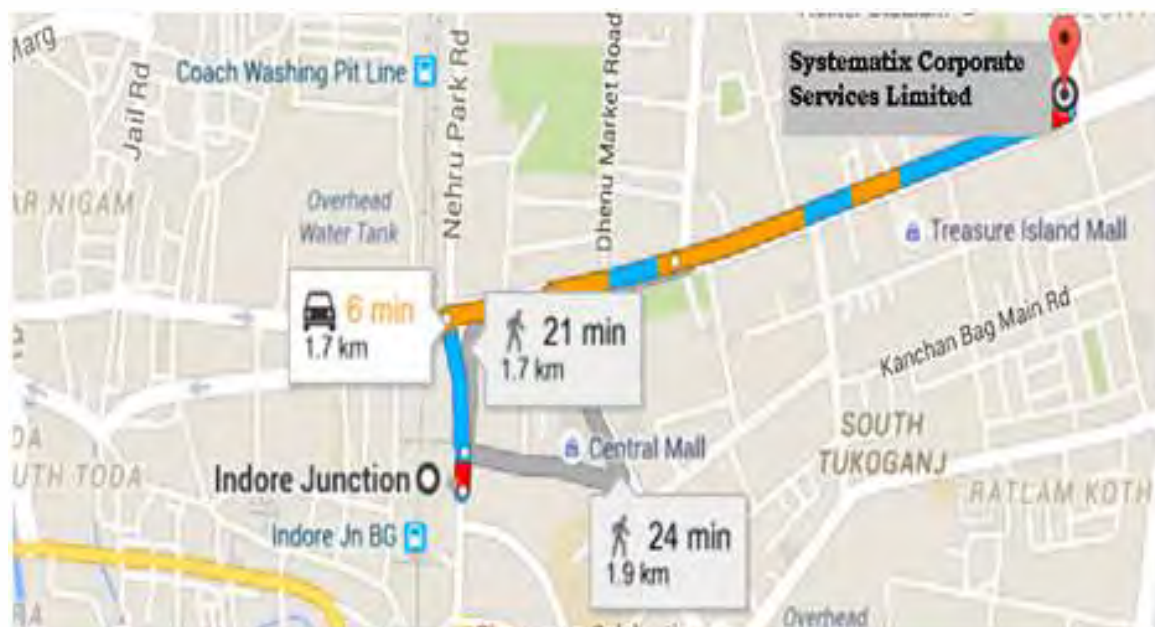 Marg
Jail Rd
Coach Washing Pit Line
Nehru Park Rd
Dhenu Market Road
Systematix Corporate
Services Limited
AR NIGAM
Overhead
Water Tank
Treasure Island Mall
6 min
1.7 km
21 min
1.7 km
Kanchan Bag Main Rd
Central Mall
SOUTH
TUKOGANJ
DA
UTH TODA
Indore Junction
RATLAM KOTH
Indore Jn BG
24 min
1.9 km
RA
Overhead